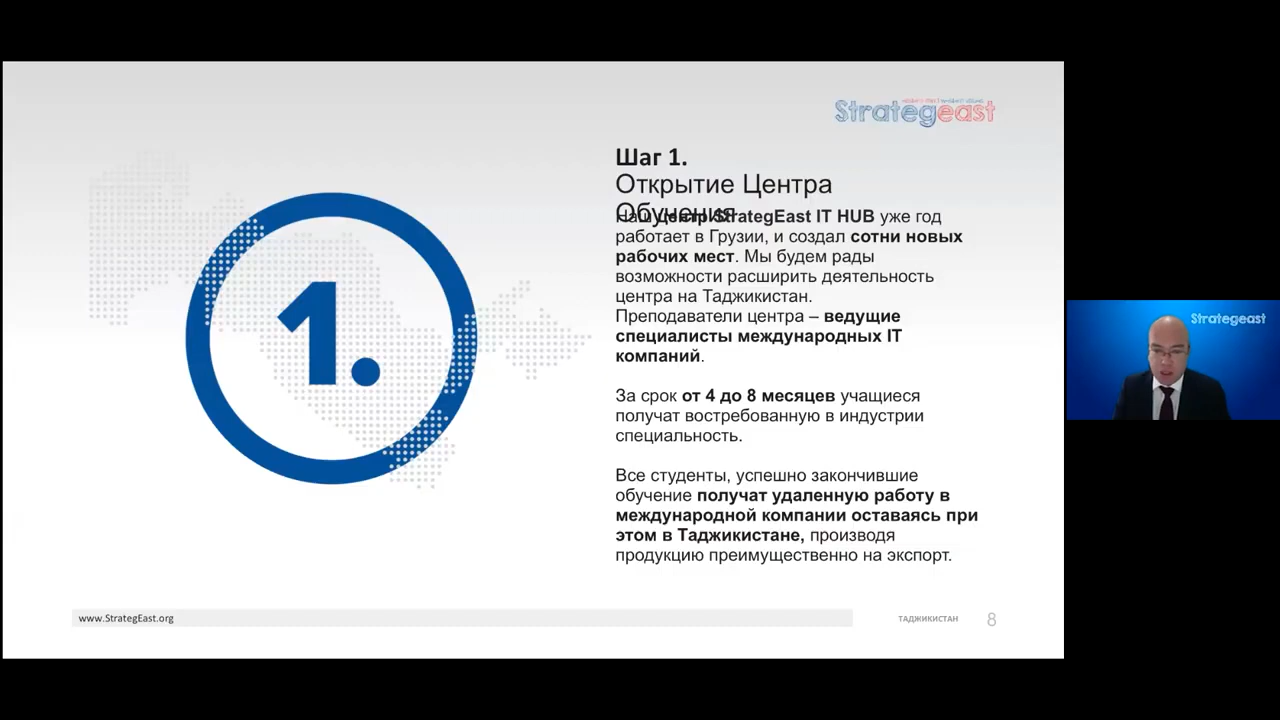 Strategeast
Шаг 1.
Открытие Центра
Обучения
Наш центр StrategEast IT HUB уже год
работает в Грузии, и создал сотни новых
рабочих мест. Мы будем рады
возможности расширить деятельность
центра на Таджикистан.
Преподаватели центра – ведущие
специалисты международных IT
компаний.
За срок от 4 до 8 месяцев учащиеся
получат востребованную в индустрии
специальность.
Все студенты, успешно закончившие
обучение получат удаленную работу в
международной компании оставаясь при
этом в Таджикистане, производя
продукцию преимущественно на экспорт.
1.
www.StrategEast.org
ТАДЖИКИСТАН
8
Strategeast